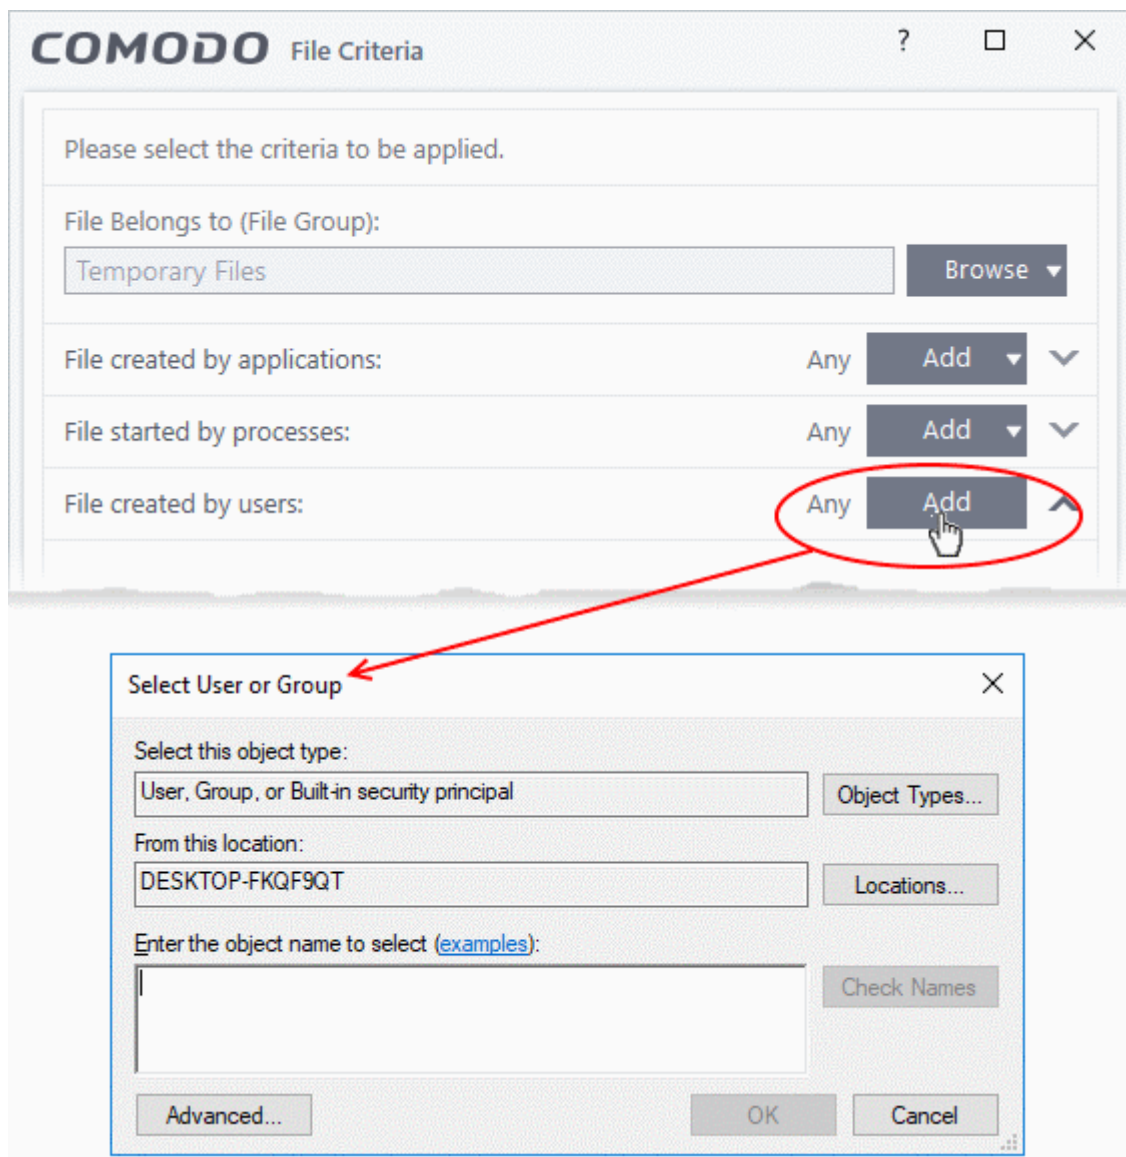 COMODO File Criteria ?
Please select the criteria to be applied.
File Belongs to (File Group):
Temporary Files Browse
File created by applications: Any Add
File started by processes: Any Add
File created by users: Any Add
Select User or Group
Select this object type:
User, Group, or Built-in security principal Object Types...
From this location:
DESKTOP-FKQF9QT Locations...
Enter the object name to select (examples):
Check Names
Advanced... OK Cancel